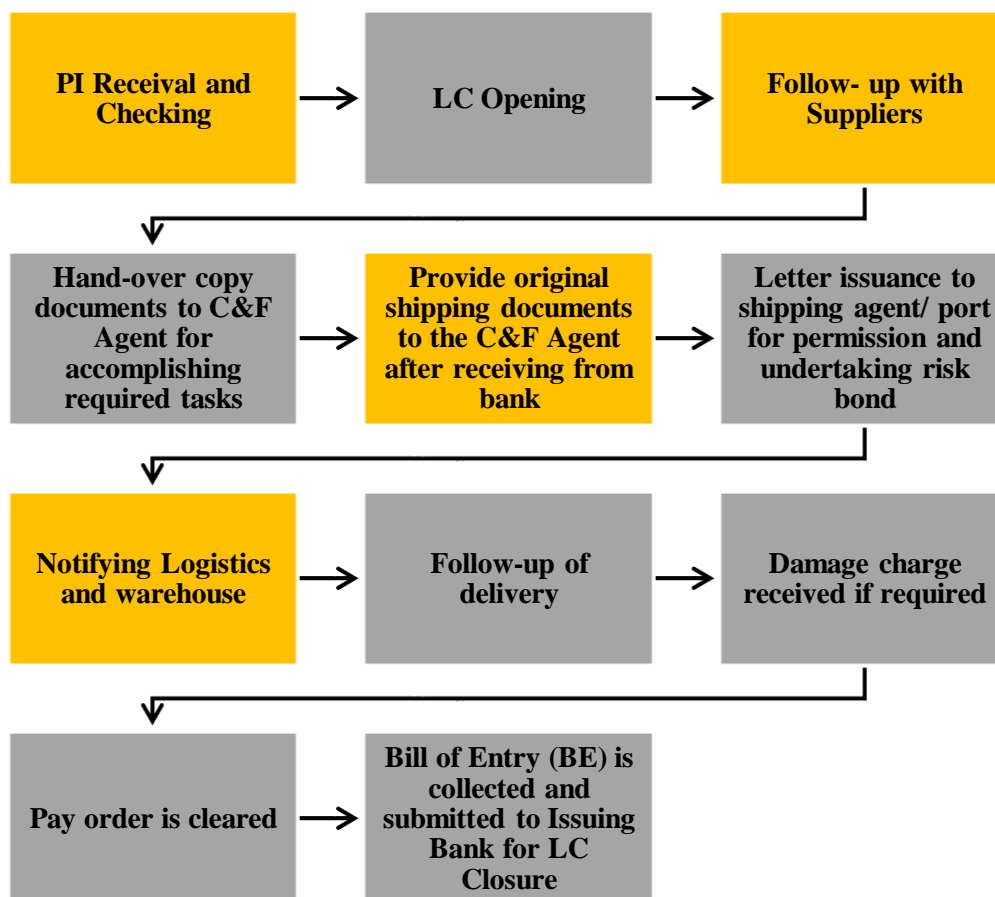 PI Receival and
Checking
LC Opening
Follow- up with
Suppliers
Hand-over copy
documents to C&F
Agent for
accomplishing
required tasks
Provide original
shipping documents
to the C&F Agent
after receiving from
bank
Letter issuance to
shipping agent/ port
for permission and
undertaking risk
bond
Notifying Logistics
and warehouse
Follow-up of
delivery
Damage charge
received if required
Pay order is cleared
Bill of Entry (BE) is
collected and
submitted to Issuing
Bank for LC
Closure